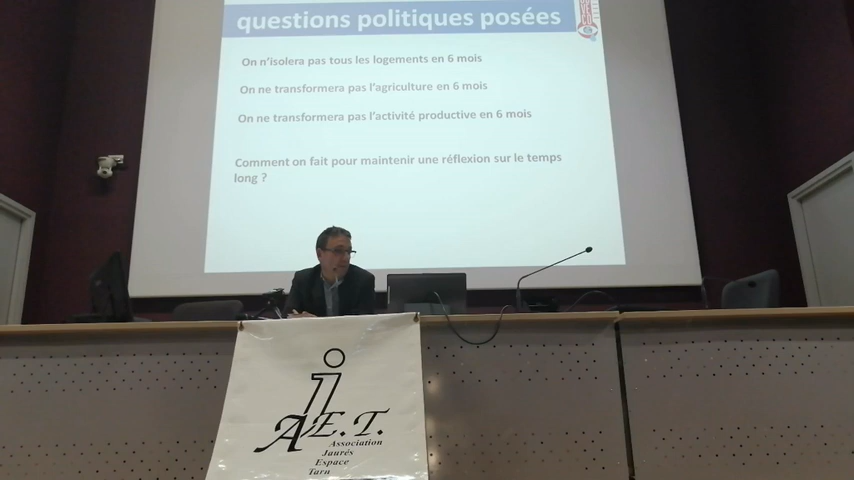 questions politiques posées
On n'isolera pas tous les logements en 6 mois
On ne transformera pas l'agriculture en 6 mois
On ne transformera pas l'activité productive en 6 mois
Comment on fait pour maintenir une réflexion sur le temps
long ?
AjE.T.
Association
Jaurés
Espace
Tarn